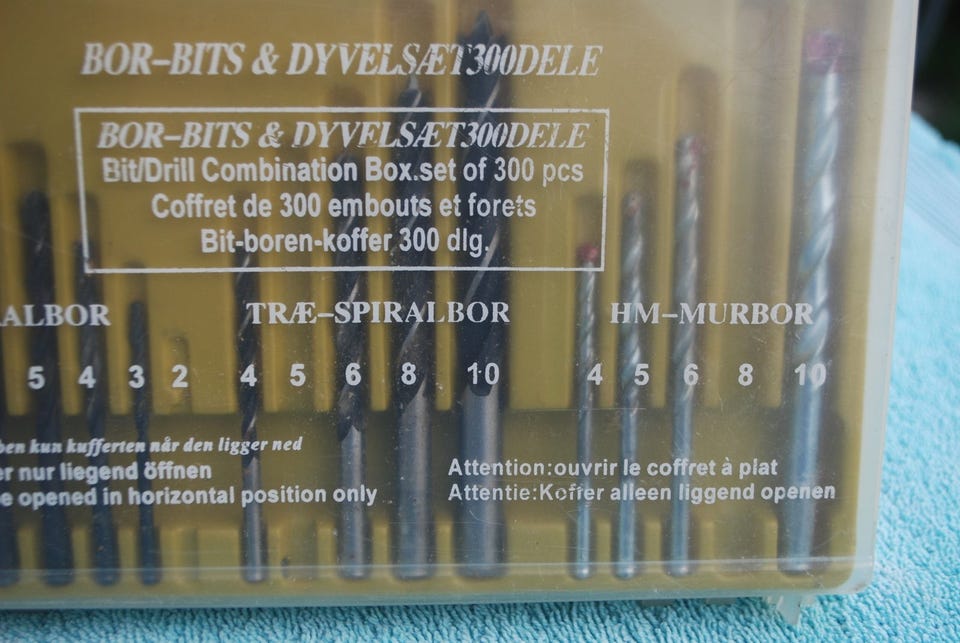 BOR-BITS & DYVELSÆT300DELE
BOR-BITS & DYVELSÆT300DELE
Bit/Drill Combination Box.set of 300 pcs
Coffret de 300 embouts et forets
Bit-boren-koffer 300 dlg.
ALBOR TRÆ-SPIRALBOR HM-MURBOR
5 4 3 2 4 5 6 8 10 4 5 6 8 10
ben kun kufferten når den ligger ned
er nur liegend öffnen
e opened in horizontal position only
Attention:ouvrir le coffret à plat
Attentie:Koffer alleen liggend openen